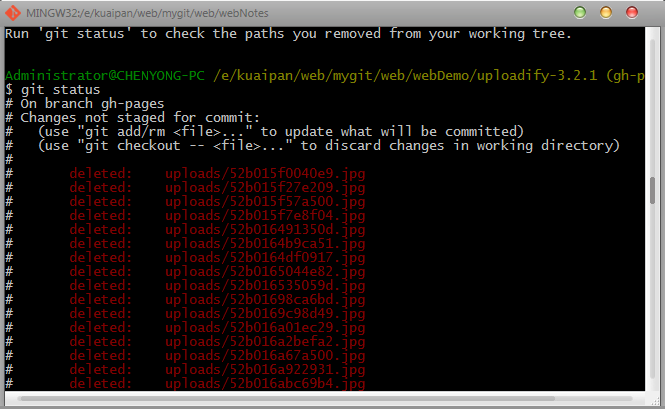 MINGW32:/e/kuaipan/web/mygit/web/webNotes
Run 'git status' to check the paths you removed from your working tree.
Administrator@CHENYONG-PC /e/kuaipan/web/mygit/web/webDemo/uploadify-3.2.1 (gh-p
$ git status
# On branch gh-pages
# Changes not staged for commit:
#   (use "git add/rm <file>..." to update what will be committed)
#   (use "git checkout -- <file>..." to discard changes in working directory)
#
#       deleted:    uploads/52b015f0040e9.jpg
#       deleted:    uploads/52b015f27e209.jpg
#       deleted:    uploads/52b015f57a500.jpg
#       deleted:    uploads/52b015f7e8f04.jpg
#       deleted:    uploads/52b016491350d.jpg
#       deleted:    uploads/52b0164b9ca51.jpg
#       deleted:    uploads/52b0164df0917.jpg
#       deleted:    uploads/52b0165044e82.jpg
#       deleted:    uploads/52b016535059d.jpg
#       deleted:    uploads/52b01698ca6bd.jpg
#       deleted:    uploads/52b0169c98d49.jpg
#       deleted:    uploads/52b016a01ec29.jpg
#       deleted:    uploads/52b016a2befa2.jpg
#       deleted:    uploads/52b016a67a500.jpg
#       deleted:    uploads/52b016a922931.jpg
#       deleted:    uploads/52b016abc69b4.jpg